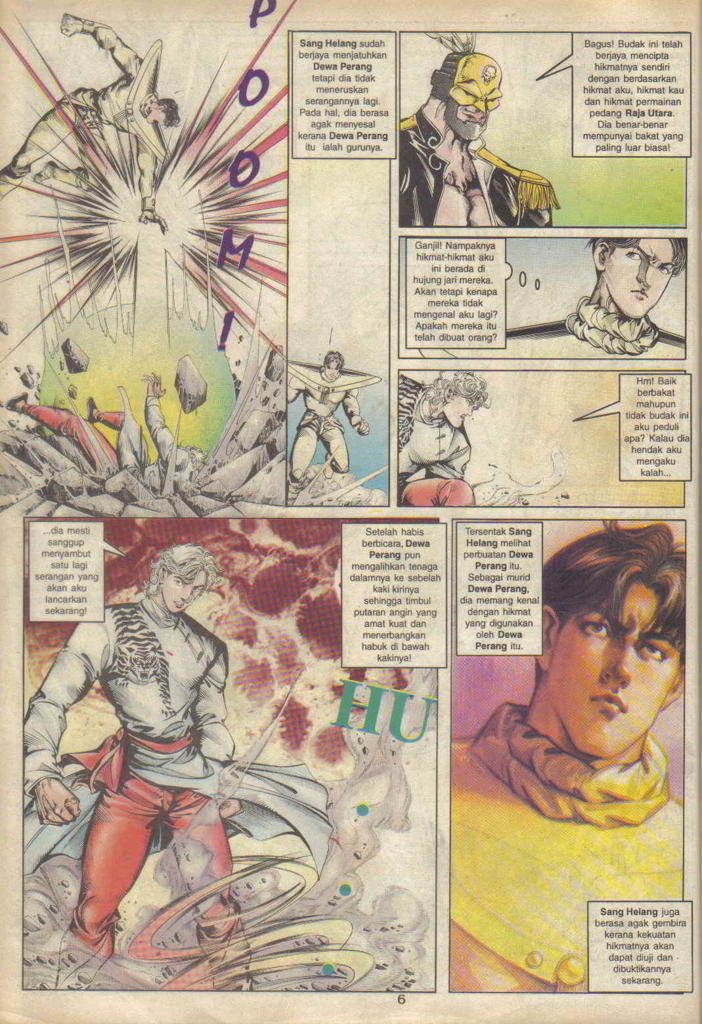 POOM!
Sang Helang sudah
berjaya menjatuhkan
Dewa Perang
tetapi dia tidak
meneruskan
serangannya lagi.
Pada hal, dia berasa
agak menyesal
kerana Dewa Perang
itu ialah gurunya.
Bagus! Budak ini telah
berjaya mencipta
hikmatnya sendiri
dengan berdasarkan
hikmat aku, hikmat kau
dan hikmat permainan
pedang Raja Utara.
Dia benar-benar
mempunyai bakat yang
paling luar biasa!
Ganjil! Nampaknya
hikmat-hikmat aku
ini berada di
hujung jari mereka.
Akan tetapi kenapa
mereka tidak
mengenal aku lagi?
Apakah mereka itu
telah dibuat orang?
Hm! Baik
berbakat
mahupun
tidak budak ini
aku peduli
apa? Kalau dia
hendak aku
mengaku
kalah...
...dia mesti
sanggup
menyambut
satu lagi
serangan yang
akan aku
lancarkan
sekarang!
Setelah habis
berbicara, Dewa
Perang pun
mengalihkan tenaga
dalamnya ke sebelah
kaki kirinya
sehingga timbul
putaran angin yang
amat kuat dan
menerbangkan
habuk di bawah
kakinya!
HU
Tersentak Sang
Helang melihat
perbuatan Dewa
Perang itu.
Sebagai murid
Dewa Perang,
dia memang kenal
dengan hikmat
yang digunakan
oleh Dewa
Perang itu.
Sang Helang juga
berasa agak gembira
kerana kekuatan
hikmatnya akan
dapat diuji dan
dibuktikannya
sekarang.
6